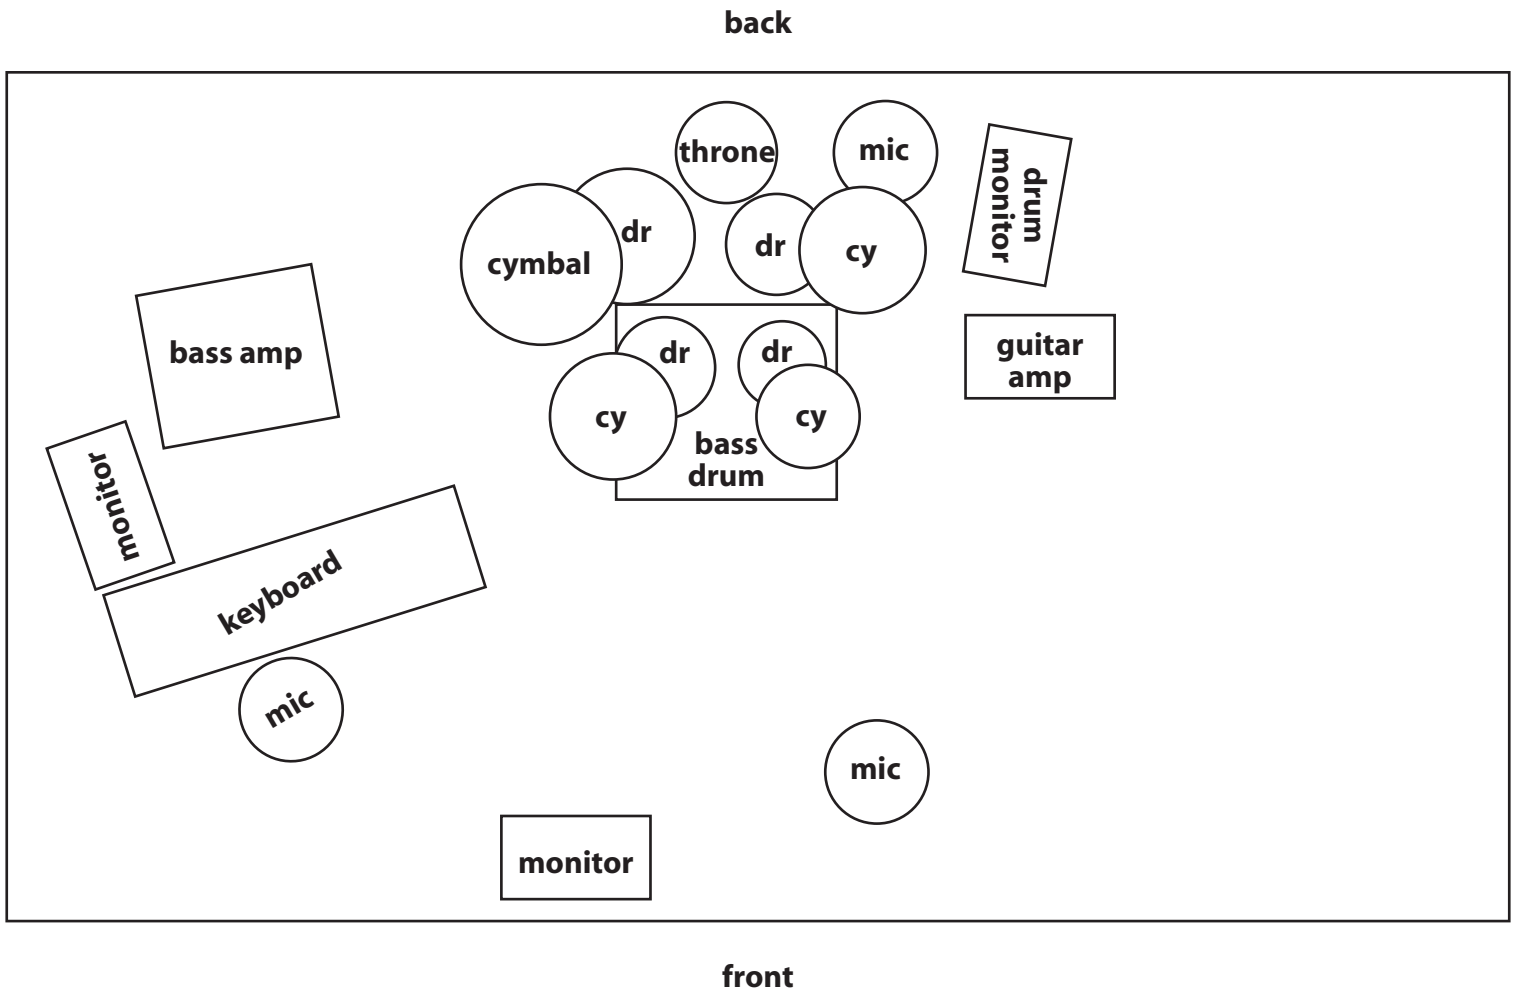 back
throne
mic
drum
monitor
dr
cymbal
dr
cy
guitar
amp
bass amp
dr
dr
cy
cy
bass
drum
monitor
keyboard
mic
mic
monitor
front